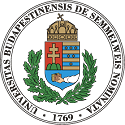 UNIVERSITAS BUDAPESTINENSIS DE SEMMELWEIS NOMINATA
• 1769 •